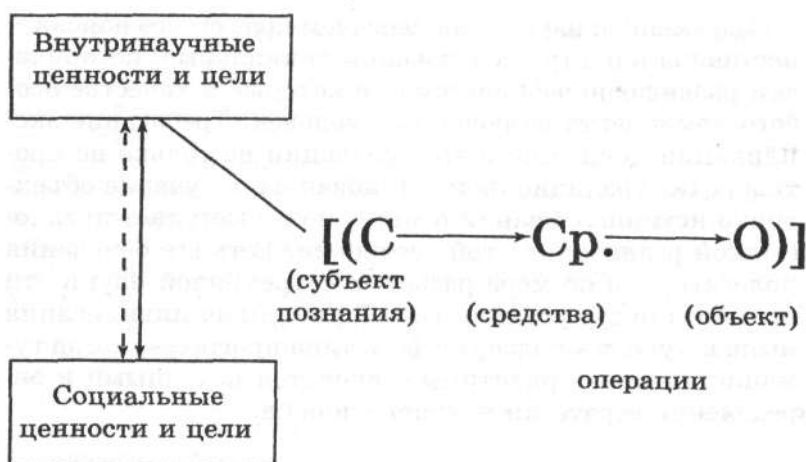 Внутринаучные
ценности и цели
[(С → Ср. → О)]
(субъект
познания) (средства) (объект)
операции
Социальные
ценности и цели